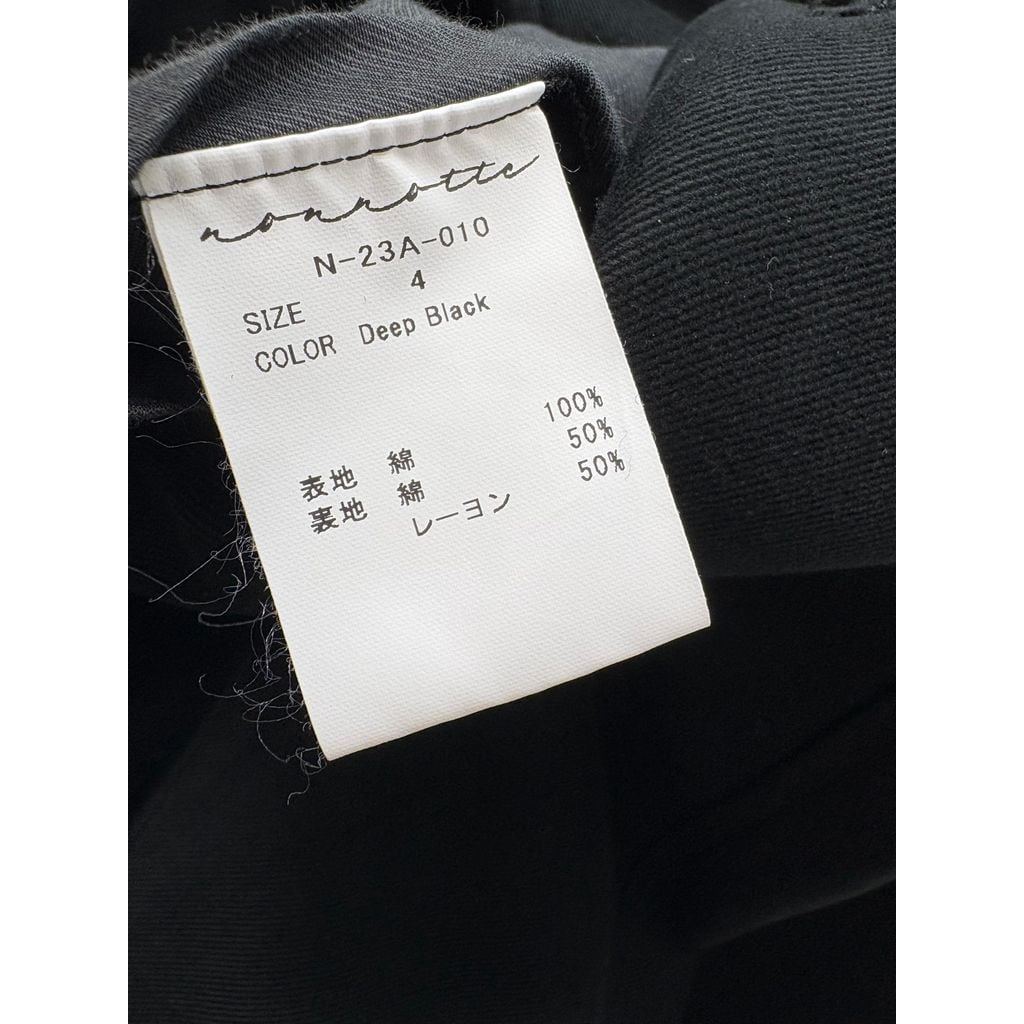 nonnotte
N-23A-010
SIZE 4
COLOR Deep Black
表地 綿 100%
裏地 綿 50%
レーヨン 50%